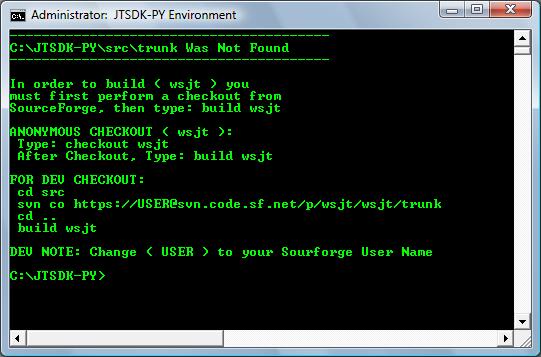 Administrator: JTSDK-PY Environment
----------------------------------------
C:\JTSDK-PY\src\trunk Was Not Found
----------------------------------------
In order to build ( wsjt ) you
must first perform a checkout from
SourceForge, then type: build wsjt
ANONYMOUS CHECKOUT ( wsjt ):
Type: checkout wsjt
After Checkout, Type: build wsjt
FOR DEV CHECKOUT:
cd src
svn co https://USER@svn.code.sf.net/p/wsjt/wsjt/trunk
cd ..
build wsjt
DEV NOTE: Change ( USER ) to your Sourforge User Name
C:\JTSDK-PY>